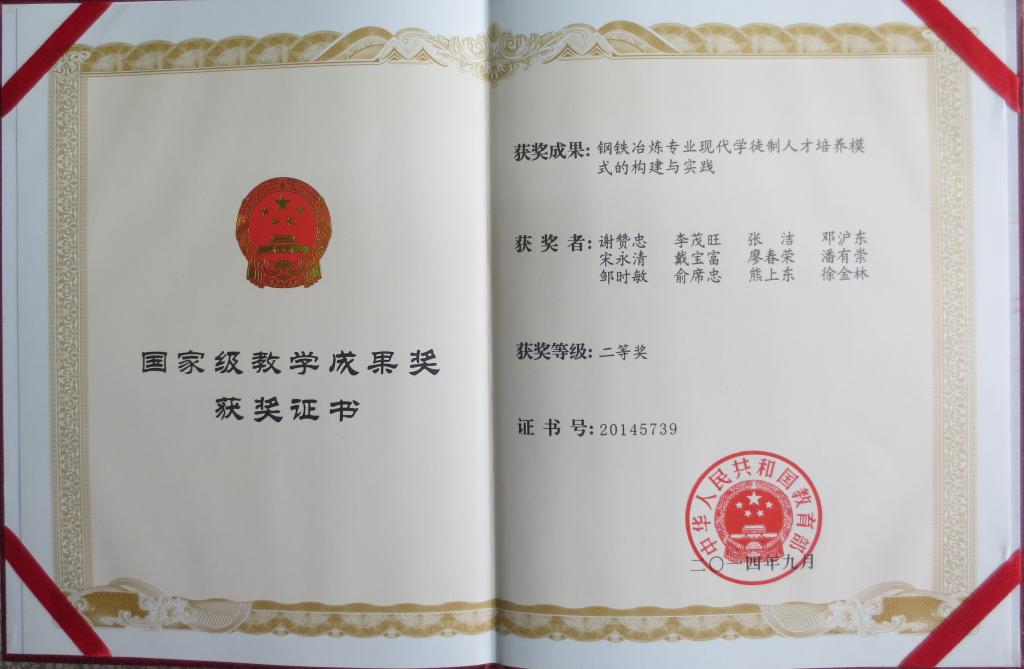 国家级教学成果奖
获奖证书
获奖成果: 钢铁冶炼专业现代学徒制人才培养模
式的构建与实践
获 奖 者: 谢赞忠 李茂旺 张 洁 邓沪东
宋永清 戴宝富 廖春荣 潘有崇
邹时敏 俞席忠 熊上东 徐金林
获奖等级: 二等奖
证 书 号: 20145739
中华人民共和国教育部
二〇一四年九月